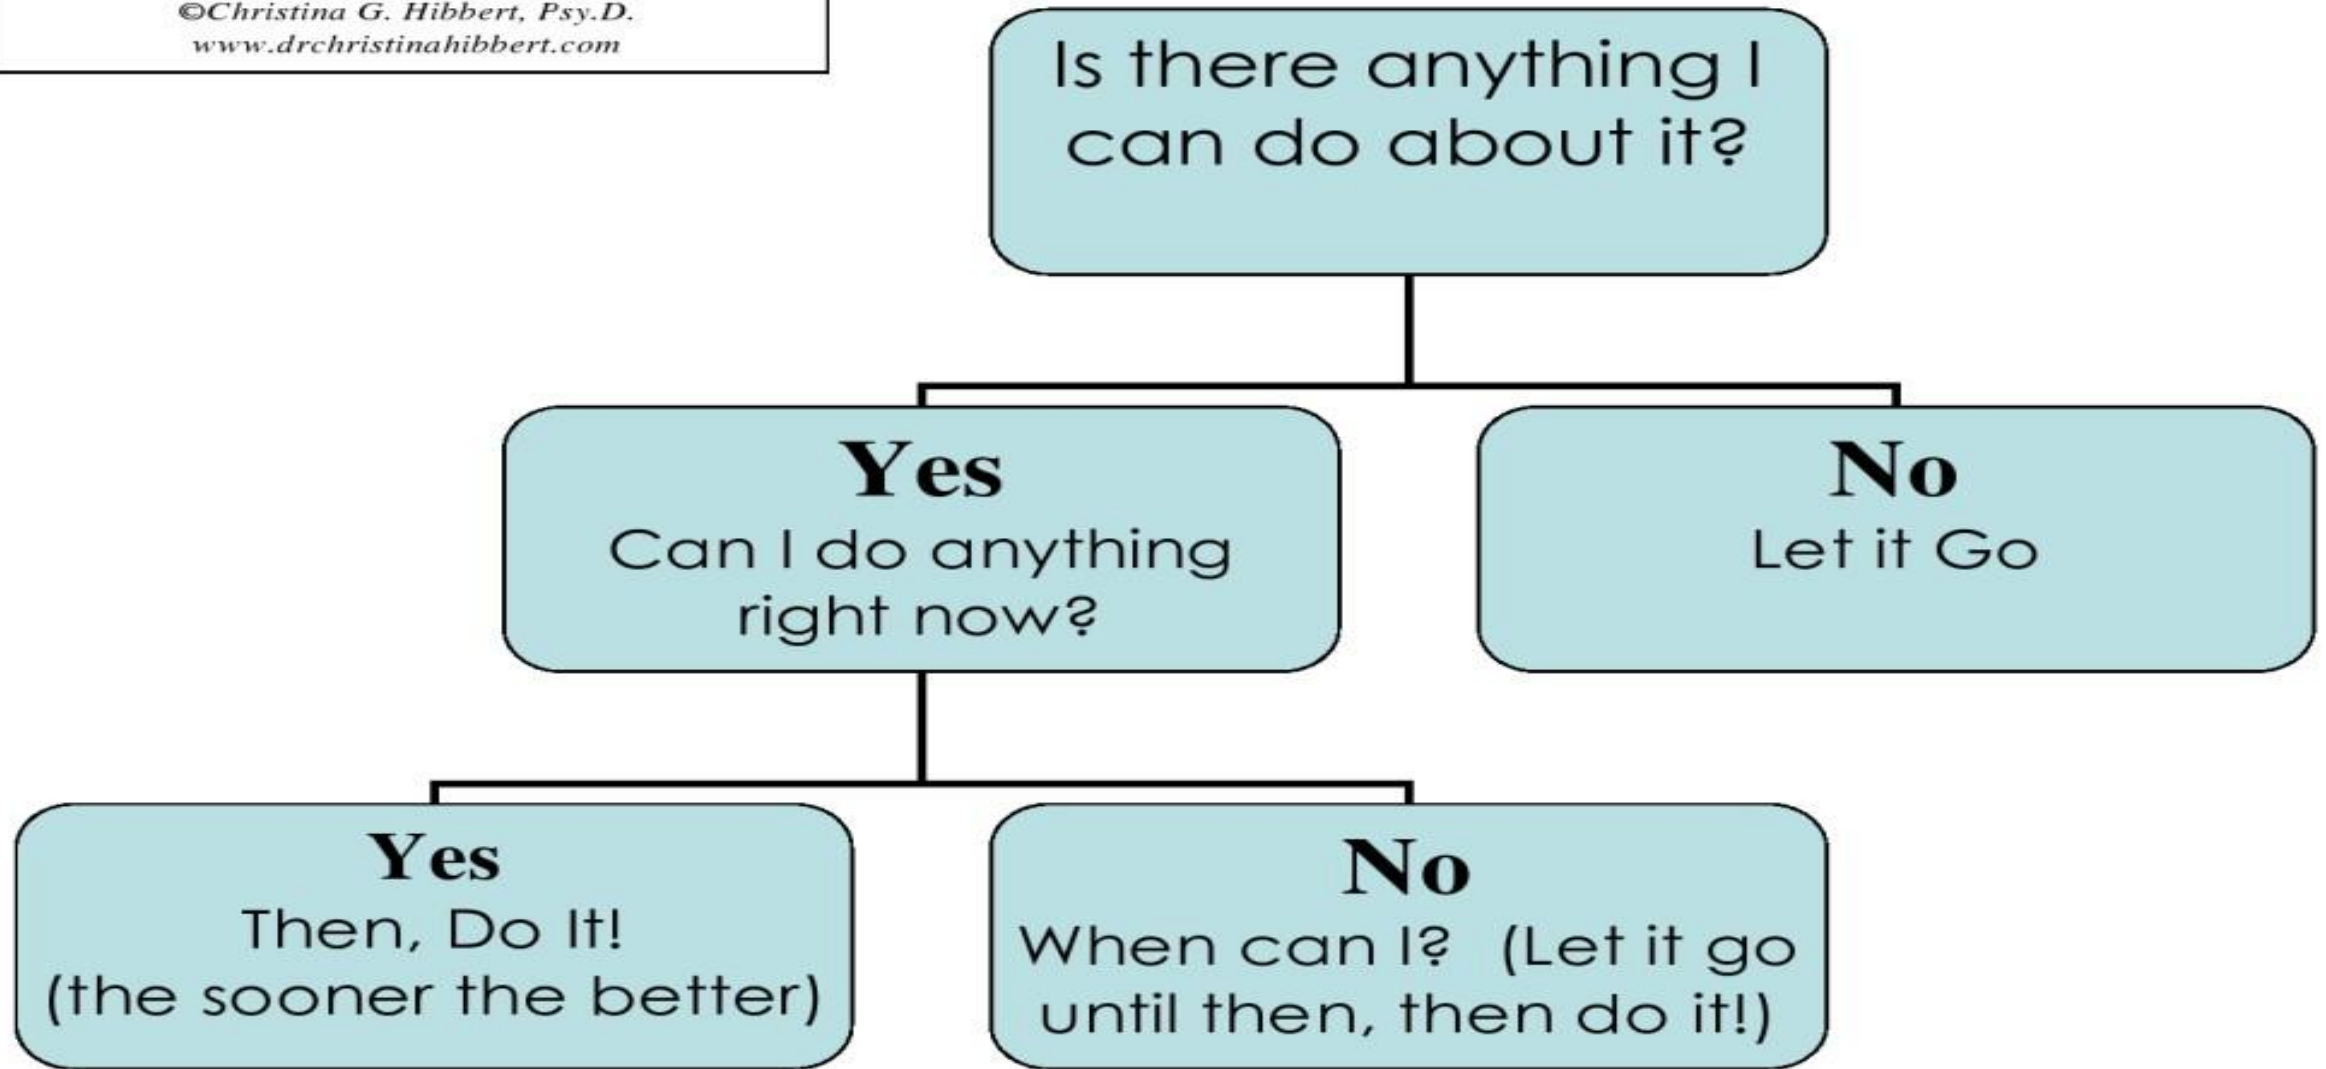 ©Christina G. Hibbert, Psy.D.
www.drchristinahibbert.com
Is there anything I
can do about it?
Yes
Can I do anything
right now?
No
Let it Go
Yes
Then, Do It!
(the sooner the better)
No
When can I? (Let it go
until then, then do it!)